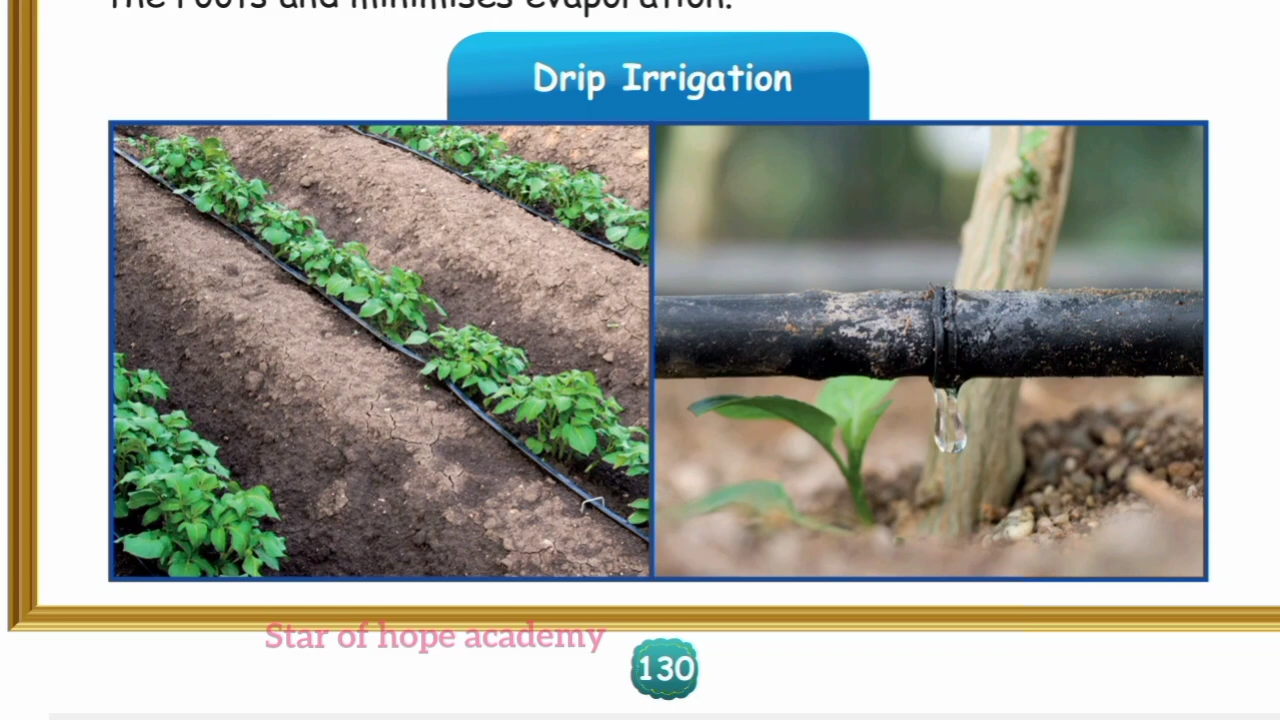 the roots and minimises evaporation.
Drip Irrigation
Star of hope academy
130